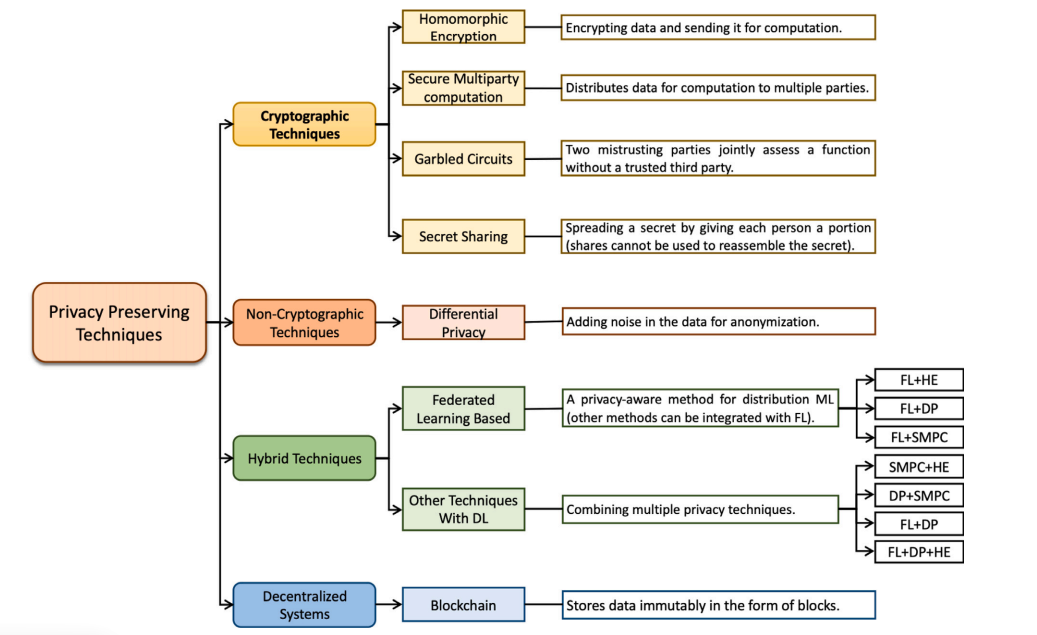 Homomorphic
Encryption
Encrypting data and sending it for computation.
Secure Multiparty
computation
Distributes data for computation to multiple parties.
Cryptographic
Techniques
Garbled Circuits
Two mistrusting parties jointly assess a function
without a trusted third party.
Secret Sharing
Spreading a secret by giving each person a portion
(shares cannot be used to reassemble the secret).
Privacy Preserving
Techniques
Non-Cryptographic
Techniques
Differential
Privacy
Adding noise in the data for anonymization.
Hybrid Techniques
Federated
Learning Based
A privacy-aware method for distribution ML
(other methods can be integrated with FL).
FL+HE
FL+DP
FL+SMPC
Other Techniques
With DL
Combining multiple privacy techniques.
SMPC+HE
DP+SMPC
FL+DP
FL+DP+HE
Decentralized
Systems
Blockchain
Stores data immutably in the form of blocks.